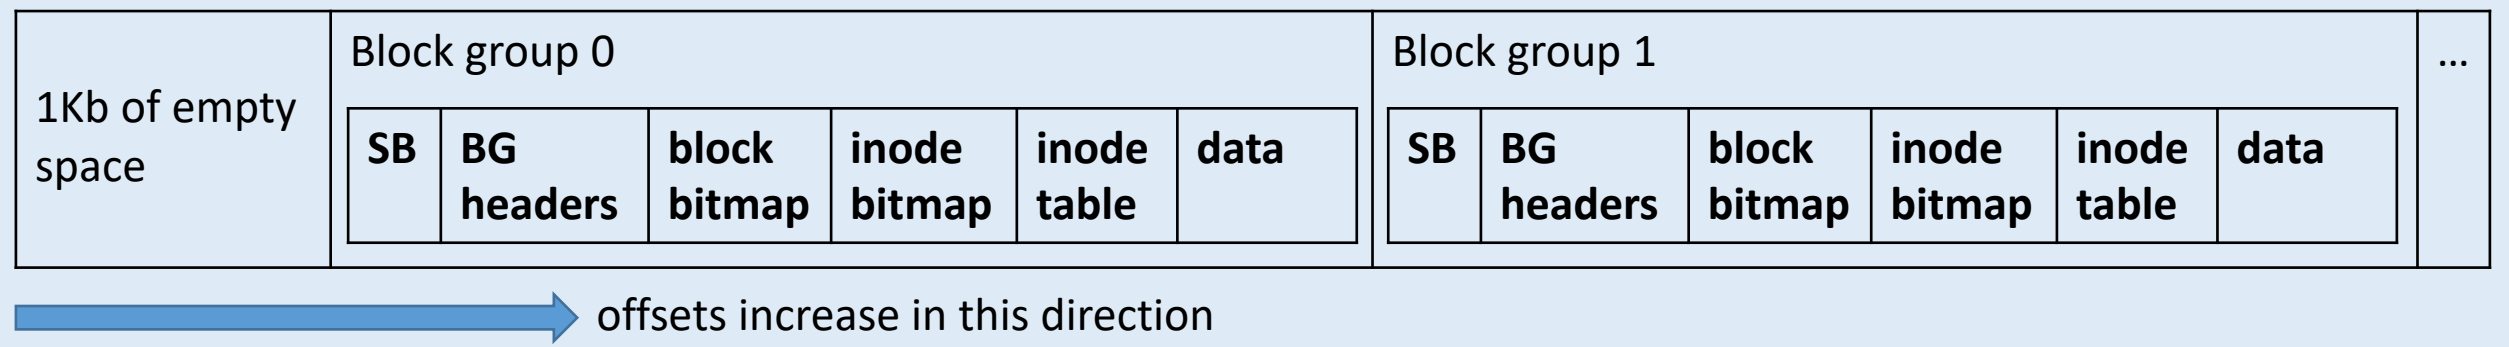 1Kb of empty
space
Block group 0
SB
BG
headers
block
bitmap
inode
bitmap
inode
table
data
Block group 1
SB
BG
headers
block
bitmap
inode
bitmap
inode
table
data
...
offsets increase in this direction